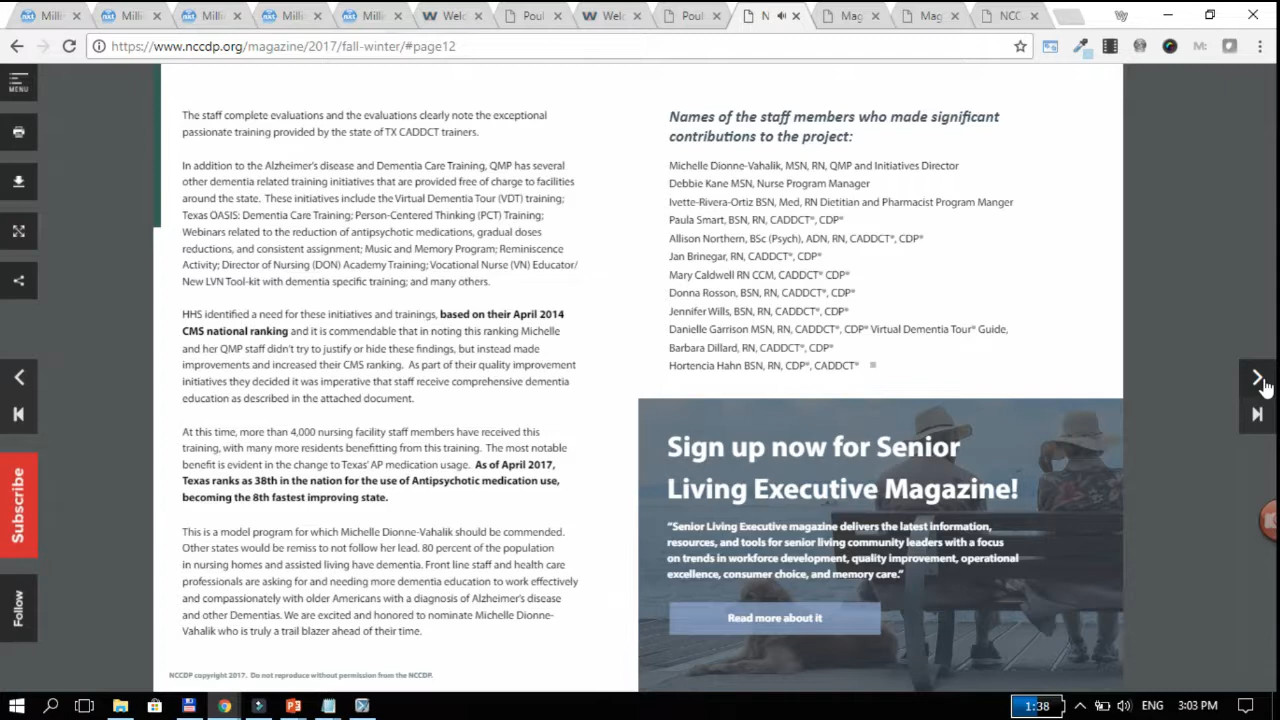 Milli
Milli
Milli
Milli
Milli
Welc
Poul
Welc
Poul
N
Mag
Mag
NCC
https://www.nccdp.org/magazine/2017/fall-winter/#page12
MENU
Subscribe
Follow
The staff complete evaluations and the evaluations clearly note the exceptional
passionate training provided by the state of TX CADDCT trainers.
In addition to the Alzheimer's disease and Dementia Care Training, QMP has several
other dementia related training initiatives that are provided free of charge to facilities
around the state. These initiatives include the Virtual Dementia Tour (VDT) training;
Texas OASIS: Dementia Care Training; Person-Centered Thinking (PCT) Training;
Webinars related to the reduction of antipsychotic medications, gradual doses
reductions, and consistent assignment; Music and Memory Program; Reminiscence
Activity; Director of Nursing (DON) Academy Training; Vocational Nurse (VN) Educator/
New LVN Tool-kit with dementia specific training; and many others.
HHS identified a need for these initiatives and trainings, based on their April 2014
CMS national ranking and it is commendable that in noting this ranking Michelle
and her QMP staff didn't try to justify or hide these findings, but instead made
improvements and increased their CMS ranking. As part of their quality improvement
initiatives they decided it was imperative that staff receive comprehensive dementia
education as described in the attached document.
At this time, more than 4,000 nursing facility staff members have received this
training, with many more residents benefitting from this training. The most notable
benefit is evident in the change to Texas' AP medication usage. As of April 2017,
Texas ranks as 38th in the nation for the use of Antipsychotic medication use,
becoming the 8th fastest improving state.
This is a model program for which Michelle Dionne-Vahalik should be commended.
Other states would be remiss to not follow her lead. 80 percent of the population
in nursing homes and assisted living have dementia. Front line staff and health care
professionals are asking for and needing more dementia education to work effectively
and compassionately with older Americans with a diagnosis of Alzheimer's disease
and other Dementias. We are excited and honored to nominate Michelle Dionne-
Vahalik who is truly a trail blazer ahead of their time.
NCCDP copyright 2017. Do not reproduce without permission from the NCCDP.
Names of the staff members who made significant
contributions to the project:
Michelle Dionne-Vahalik, MSN, RN, QMP and Initiatives Director
Debbie Kane MSN, Nurse Program Manager
Ivette-Rivera-Ortiz BSN, Med, RN Dietitian and Pharmacist Program Manger
Paula Smart, BSN, RN, CADDCT®, CDP®
Allison Northern, BSc (Psych), ADN, RN, CADDCT®, CDP®
Jan Brinegar, RN, CADDCT®, CDP®
Mary Caldwell RN CCM, CADDCT® CDP®
Donna Rosson, BSN, RN, CADDCT®, CDP®
Jennifer Wills, BSN, RN, CADDCT®, CDP®
Danielle Garrison MSN, RN, CADDCT®, CDP® Virtual Dementia Tour® Guide,
Barbara Dillard, RN, CADDCT®, CDP®
Hortencia Hahn BSN, RN, CDP®, CADDCT®
Sign up now for Senior
Living Executive Magazine!
"Senior Living Executive magazine delivers the latest information,
resources, and tools for senior living community leaders with a focus
on trends in workforce development, quality improvement, operational
excellence, consumer choice, and memory care."
Read more about it
1:38
ENG
3:03 PM